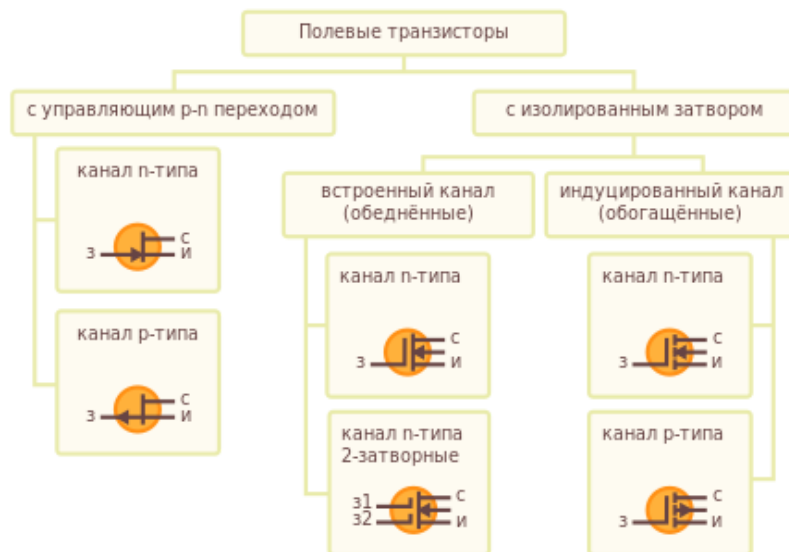 Полевые транзисторы
с управляющим p-n переходом
с изолированным затвором
канал n-типа
з
С
И
канал p-типа
з
С
И
встроенный канал
(обеднённые)
канал n-типа
з
С
И
канал n-типа
2-затворные
з1
з2
С
И
индуцированный канал
(обогащённые)
канал n-типа
з
С
И
канал p-типа
з
С
И